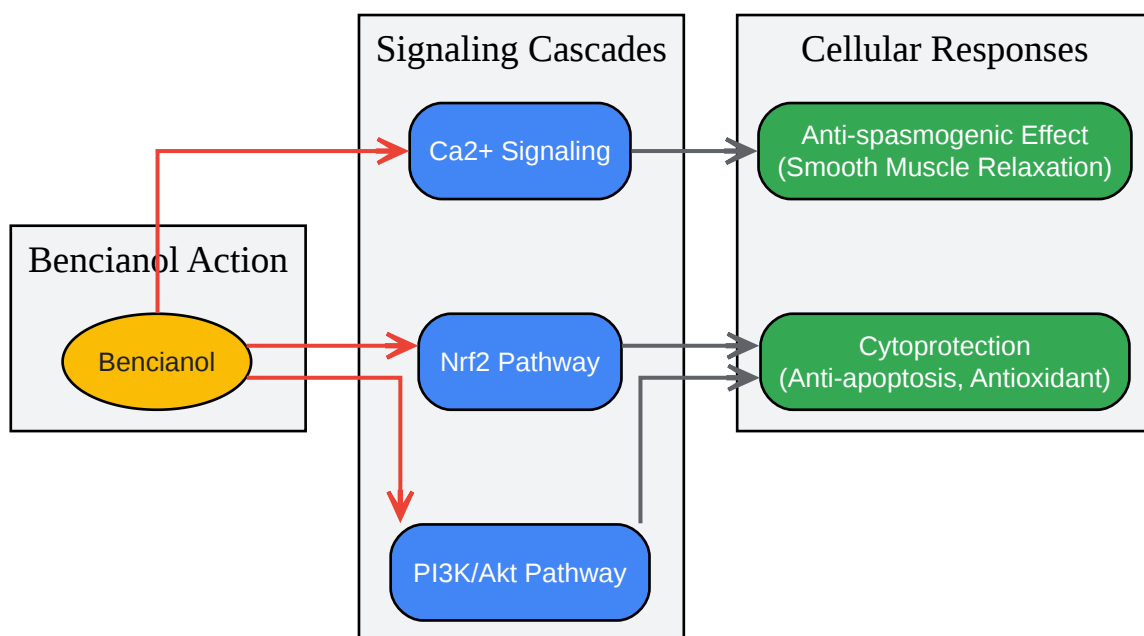 Signaling Cascades
Cellular Responses
Ca2+ Signaling
Anti-spasmogenic Effect
(Smooth Muscle Relaxation)
Bencianol Action
Bencianol
Nrf2 Pathway
Cytoprotection
(Anti-apoptosis, Antioxidant)
PI3K/Akt Pathway